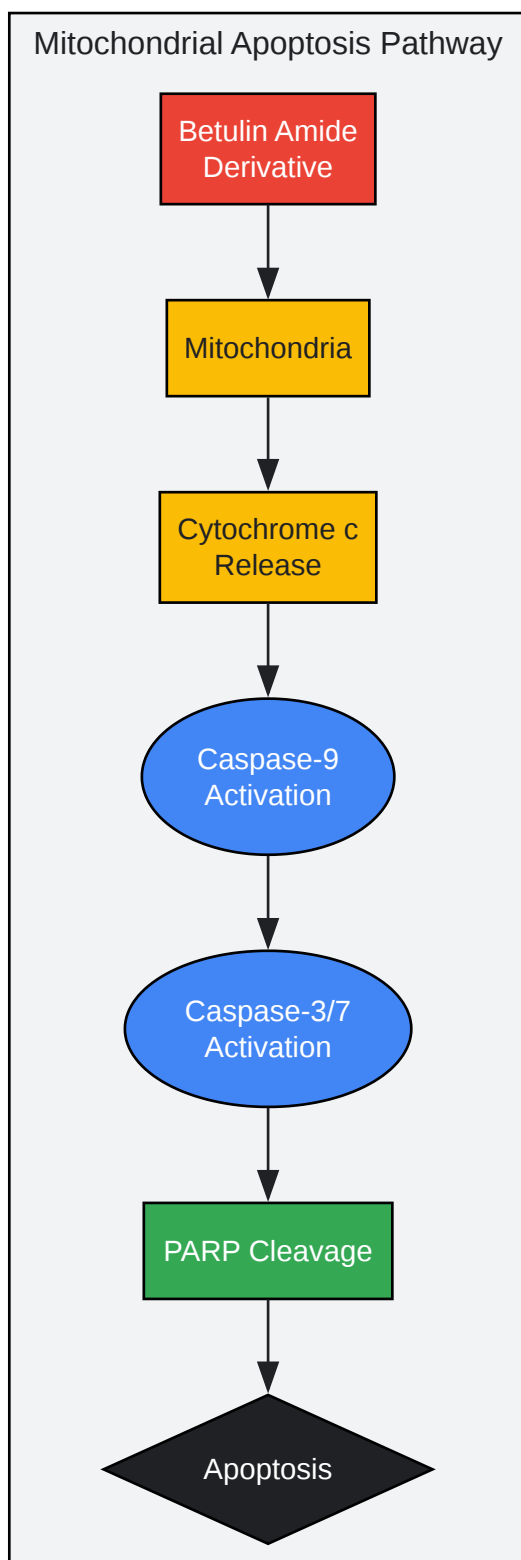 Mitochondrial Apoptosis Pathway
Betulin Amide
Derivative
Mitochondria
Cytochrome c
Release
Caspase-9
Activation
Caspase-3/7
Activation
PARP Cleavage
Apoptosis